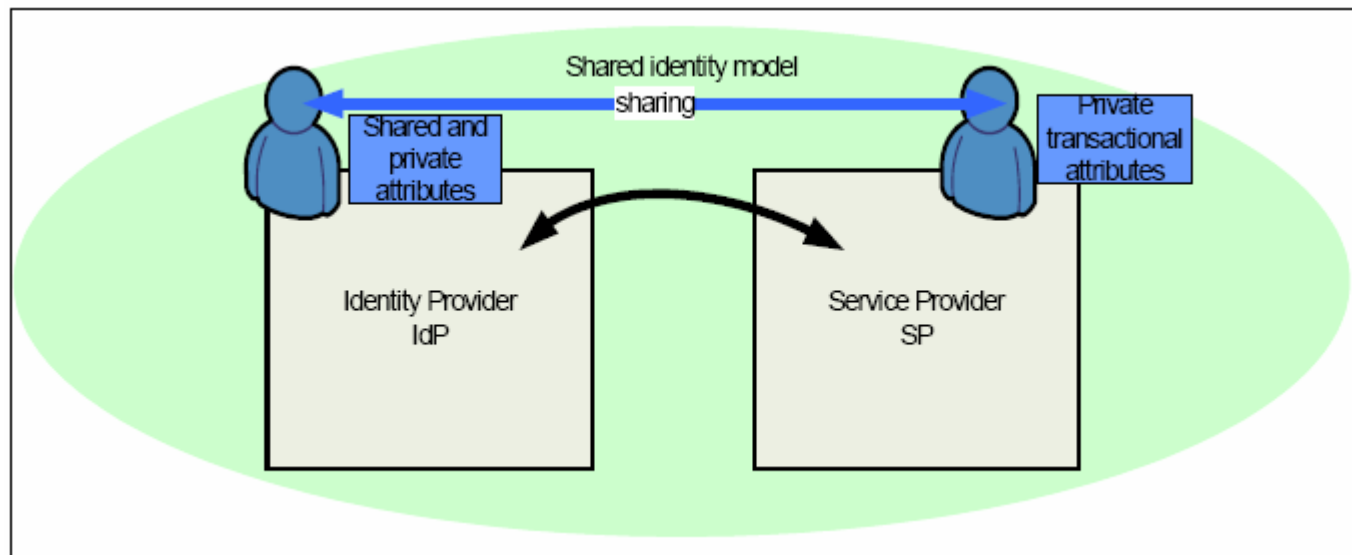 Shared identity model
sharing
Shared and
private
attributes
Private
transactional
attributes
Identity Provider
IdP
Service Provider
SP